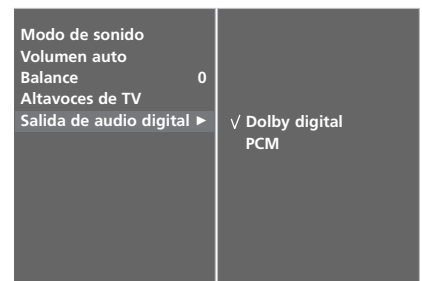 Modo de sonido
Volumen auto
Balance 0
Altavoces de TV
Salida de audio digital ►
√ Dolby digital
PCM